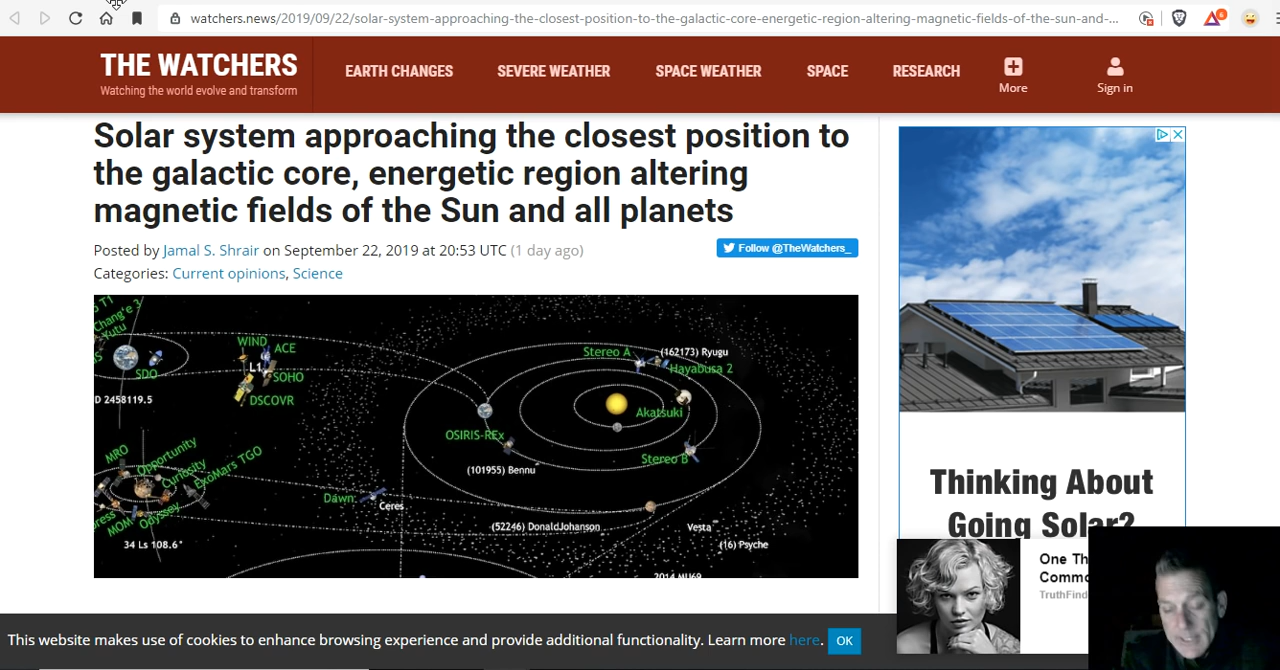 watchers.news/2019/09/22/solar-system-approaching-the-closest-position-to-the-galactic-core-energetic-region-altering-magnetic-fields-of-the-sun-and-...
6
THE WATCHERS
Watching the world evolve and transform
EARTH CHANGES
SEVERE WEATHER
SPACE WEATHER
SPACE
RESEARCH
More
Sign in
Solar system approaching the closest position to
the galactic core, energetic region altering
magnetic fields of the Sun and all planets
Posted by Jamal S. Shrair on September 22, 2019 at 20:53 UTC (1 day ago)
Follow @TheWatchers_
Categories: Current opinions, Science
T1
Chang'e 3
Yutu
SDO
D 2458119.5
WIND
ACE
L1
SOHO
DSCOVR
Stereo A
(162173) Ryugu
Hayabusa 2
Akatsuki
OSIRIS-REx
(101955) Bennu
Stereo B
MRO
Opportunity
Curiosity
ExoMars TGO
Odyssey
MOM
ress
34 Ls 108.6°
Dawn
Ceres
(52246) DonaldJohanson
Vesta
(16) Psyche
2014 MU69
Thinking About
Going Solar?
One Th
Commo
TruthFind
This website makes use of cookies to enhance browsing experience and provide additional functionality. Learn more here.
OK